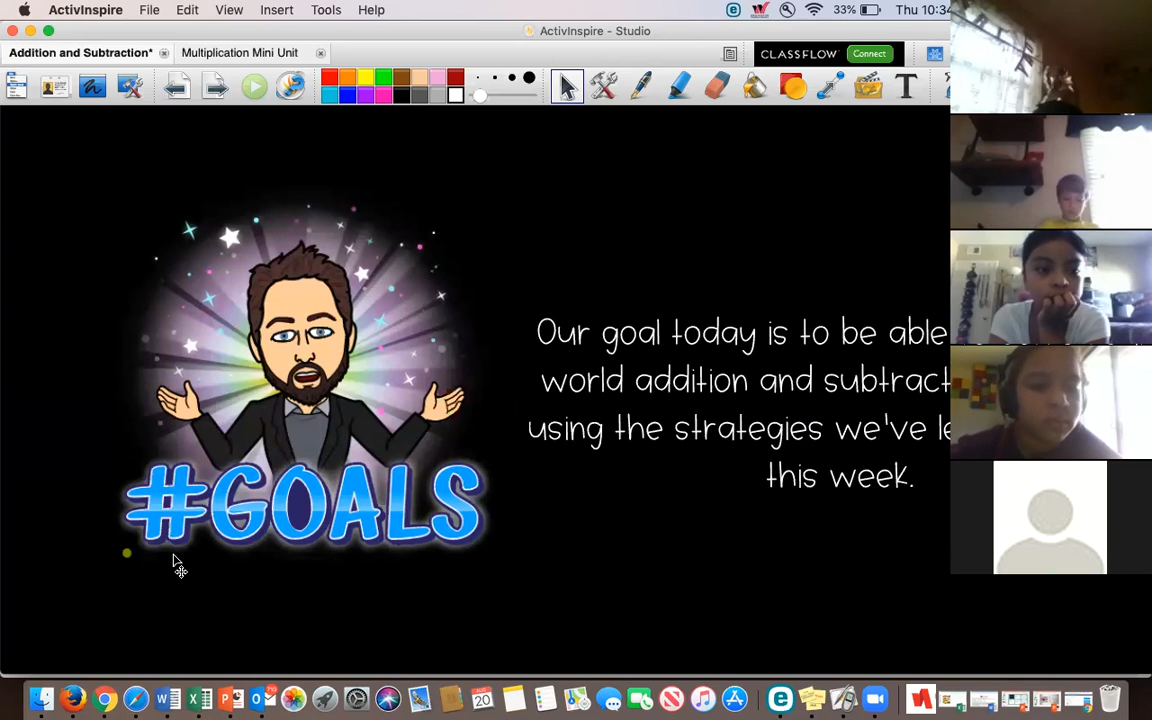 ActivInspire File Edit View Insert Tools Help 33% Thu 10:34
ActivInspire - Studio
Addition and Subtraction* Multiplication Mini Unit CLASSFLOW Connect
Our goal today is to be able
world addition and subtract
using the strategies we've le
this week.
#GOALS
AUG
20